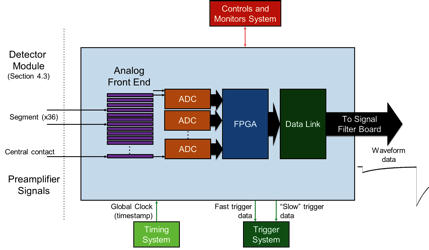 Controls and
Monitors System
Detector
Module
(Section 4.3)
Analog
Front End
ADC
Segment (x36)
ADC
FPGA
Data Link
To Signal
Filter Board
ADC
Central contact
Waveform
data
Preamplifier
Signals
Global Clock
(timestamp)
Fast trigger
data
"Slow" trigger
data
Timing
System
Trigger
System